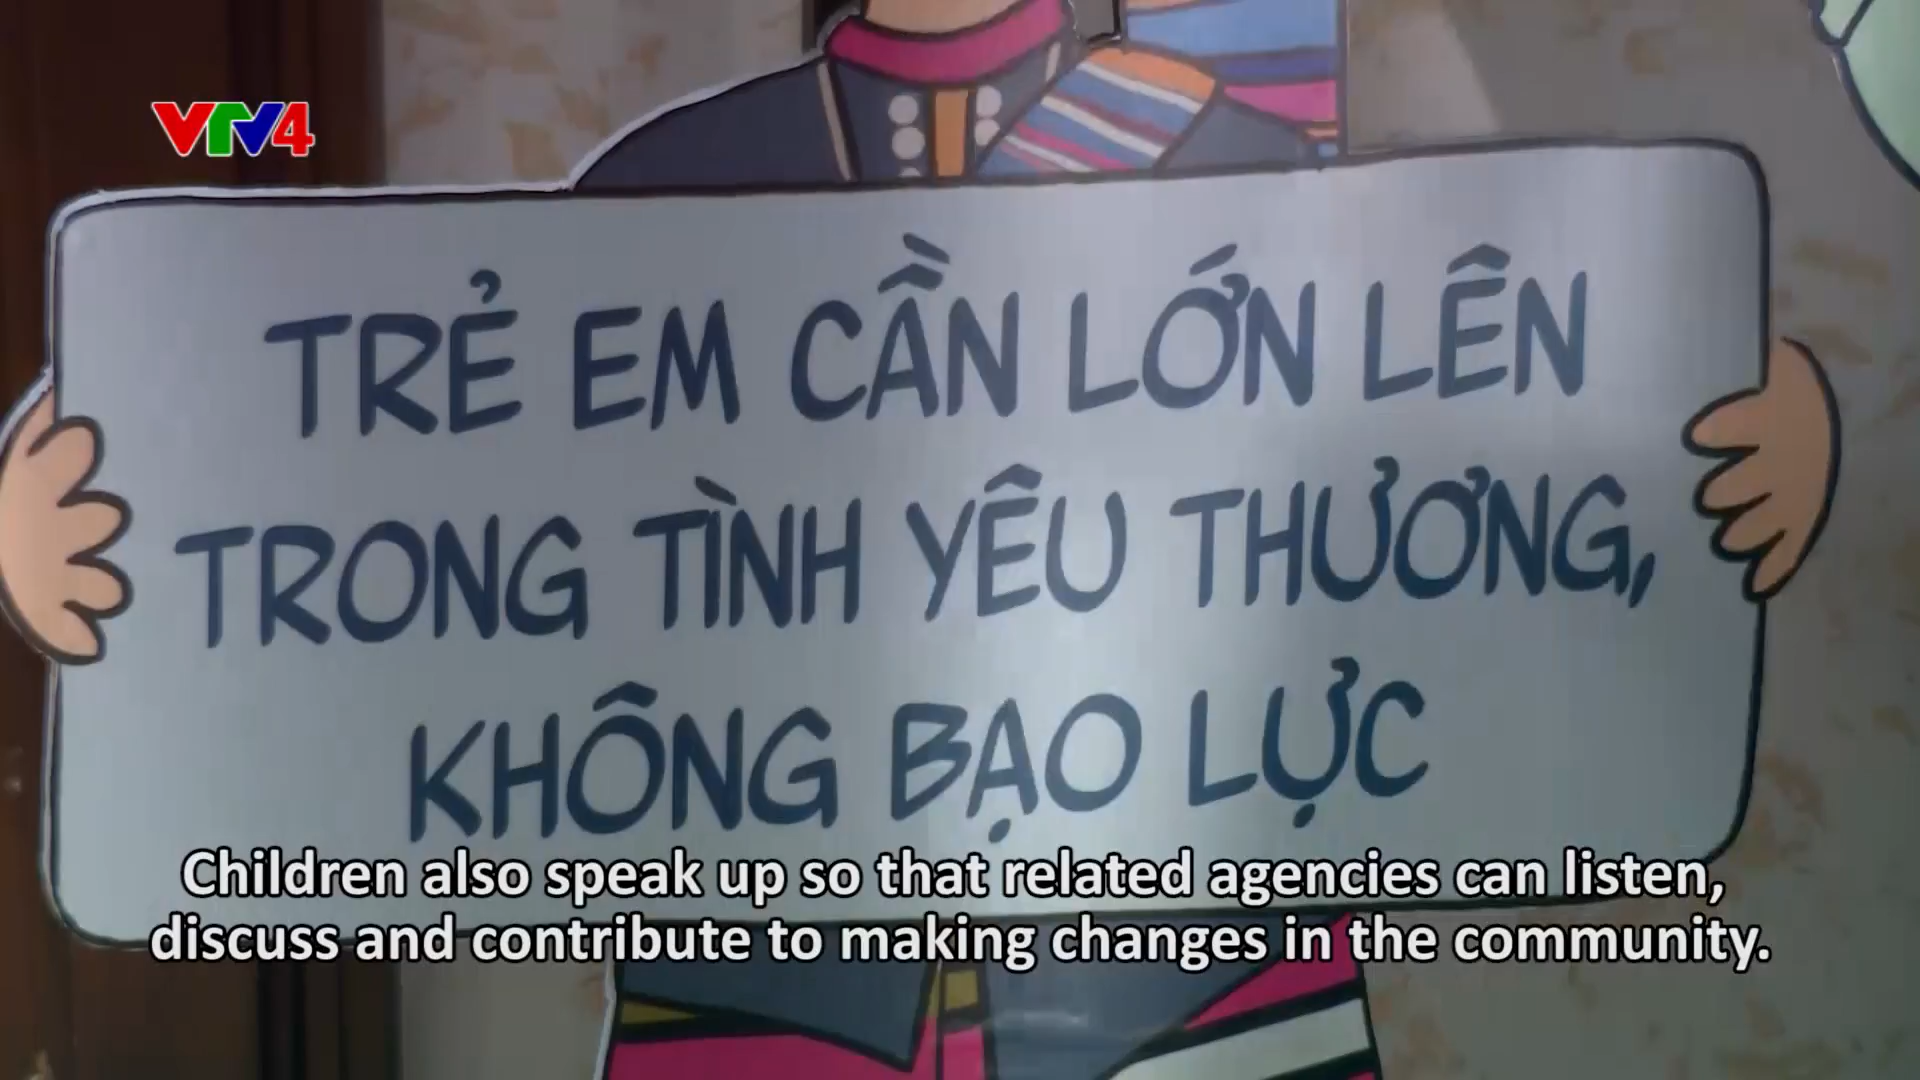 VTV4
TRẺ EM CẦN LỚN LÊN
TRONG TÌNH YÊU THƯƠNG,
KHÔNG BẠO LỰC
Children also speak up so that related agencies can listen,
discuss and contribute to making changes in the community.